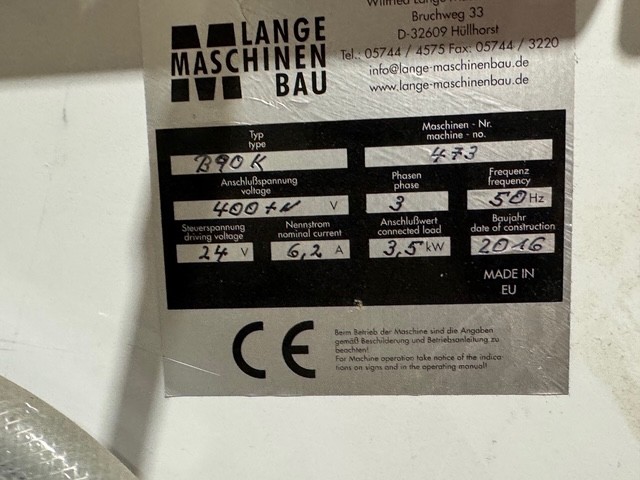 LANGE
MASCHINEN
BAU
Bruchweg 33
D-32609 Hüllhorst
Tel.: 05744 / 4575 Fax: 05744 / 3220
info@lange-maschinenbau.de
www.lange-maschinenbau.de
Typ
type
B90K
Maschinen - Nr.
machine - no.
473
Anschlußspannung
voltage
400+N V
Phasen
phase
3
Frequenz
frequency
50 Hz
Steuerspannung
driving voltage
24 V
Nennstrom
nominal current
6,2 A
Anschlußwert
connected load
3,5 kW
Baujahr
date of construction
2016
MADE IN
EU
CE
Beim Betrieb der Maschine sind die Angaben
gemäß Beschilderung und Betriebsanleitung zu
beachten!
For Machine operation take notice of the indica-
tions on signs and in the operating manual!